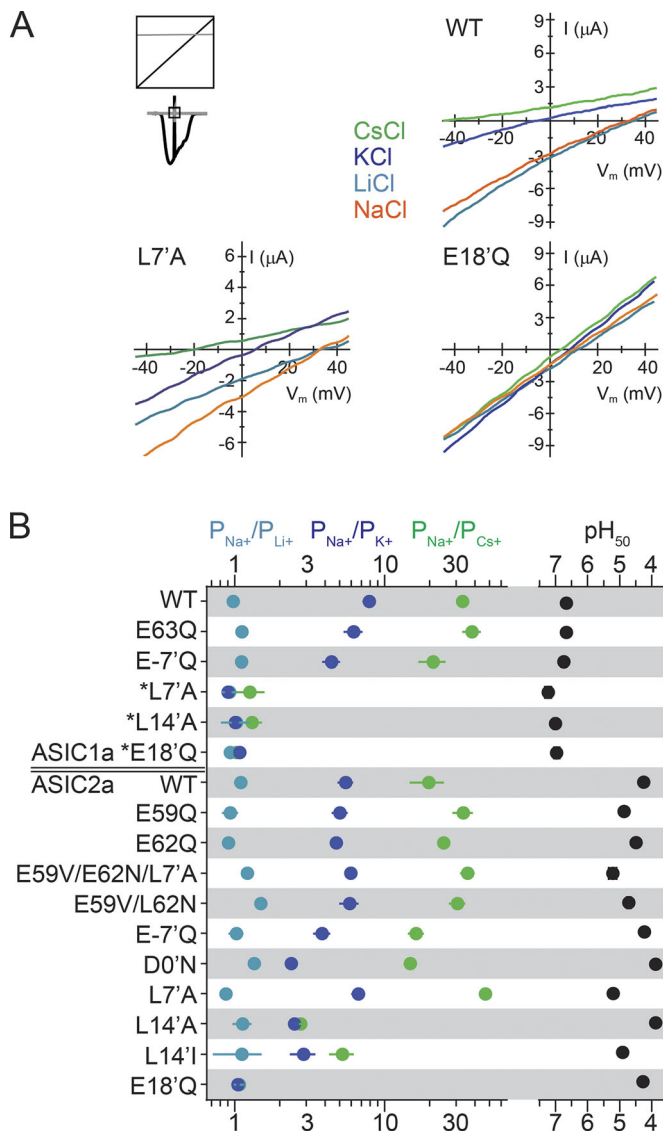 A
WT
I (µA)
9
6
3
0
-3
-6
-9
-40 -20 20 40
Vm (mV)
CsCl
KCl
LiCl
NaCl
L7'A
I (µA)
6
4
2
0
-2
-4
-6
-40 -20 20 40
Vm (mV)
E18'Q
I (µA)
9
6
3
0
-3
-6
-9
-40 -20 20 40
Vm (mV)
B
PNa+/PLi+ PNa+/PK+ PNa+/PCs+ pH50
1 3 10 30 7 6 5 4
WT
E63Q
E-7'Q
*L7'A
*L14'A
ASIC1a *E18'Q
ASIC2a WT
E59Q
E62Q
E59V/E62N/L7'A
E59V/L62N
E-7'Q
D0'N
L7'A
L14'A
L14'I
E18'Q
1 3 10 30 7 6 5 4